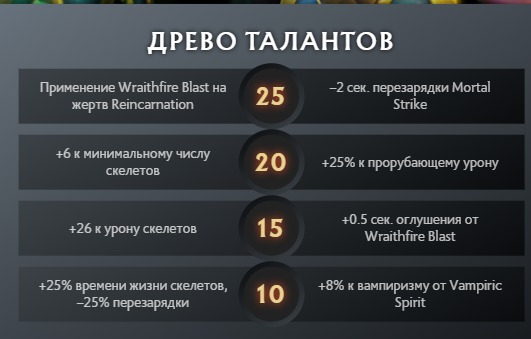 ДРЕВО ТАЛАНТОВ
Применение Wraithfire Blast на
жертв Reincarnation
25
–2 сек. перезарядки Mortal
Strike
+6 к минимальному числу
скелетов
20
+25% к прорубающему урону
+26 к урону скелетов
15
+0.5 сек. оглушения от
Wraithfire Blast
+25% времени жизни скелетов,
–25% перезарядки
10
+8% к вампиризму от Vampiric
Spirit